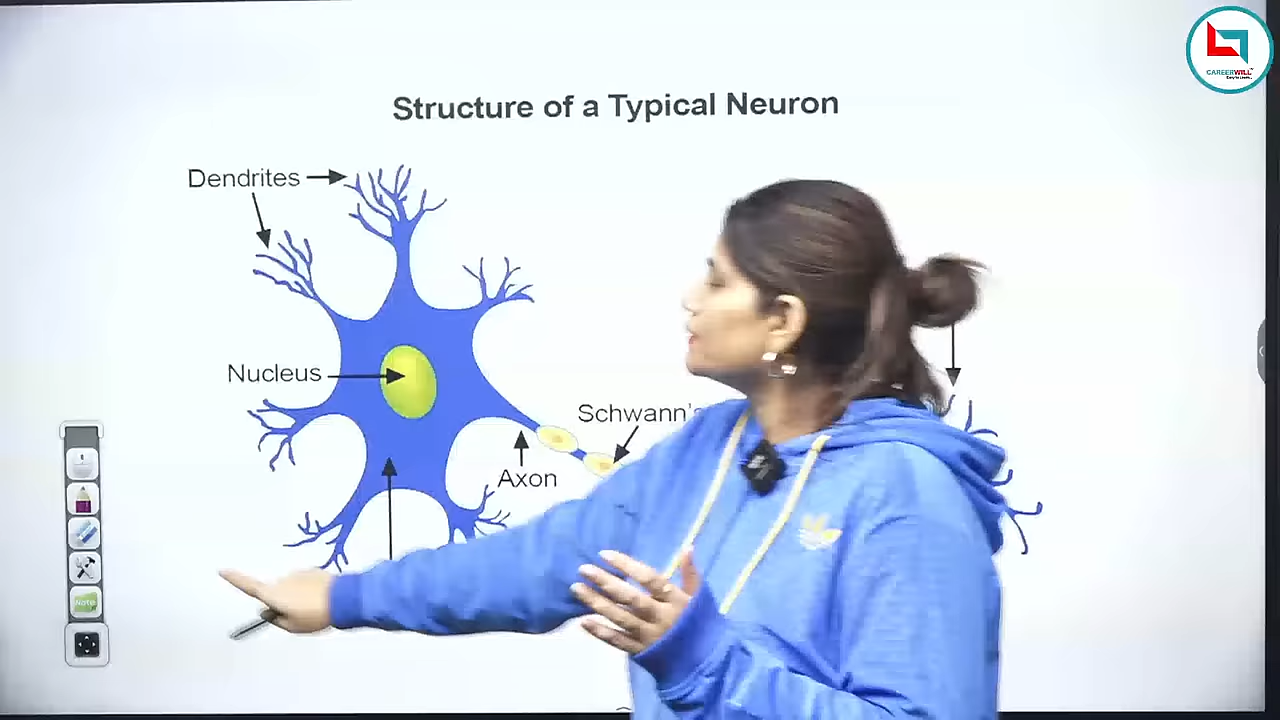 CAREERWILL
Structure of a Typical Neuron
Dendrites
Nucleus
Schwann's
Axon
Note